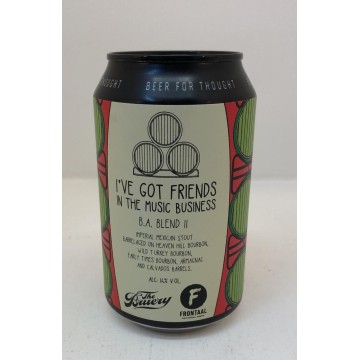 OUGHT BEER FOR THOUGHT
I'VE GOT FRIENDS
IN THE MUSIC BUSINESS
B.A. BLEND II
IMPERIAL MEXICAN STOUT
BARRELAGED ON HEAVEN HILL BOURBON,
WILD TURKEY BOURBON,
EARLY TIMES BOURBON, ARMAGNAC
AND CALVADOS BARRELS.
The Bruery
F
FRONTAAL